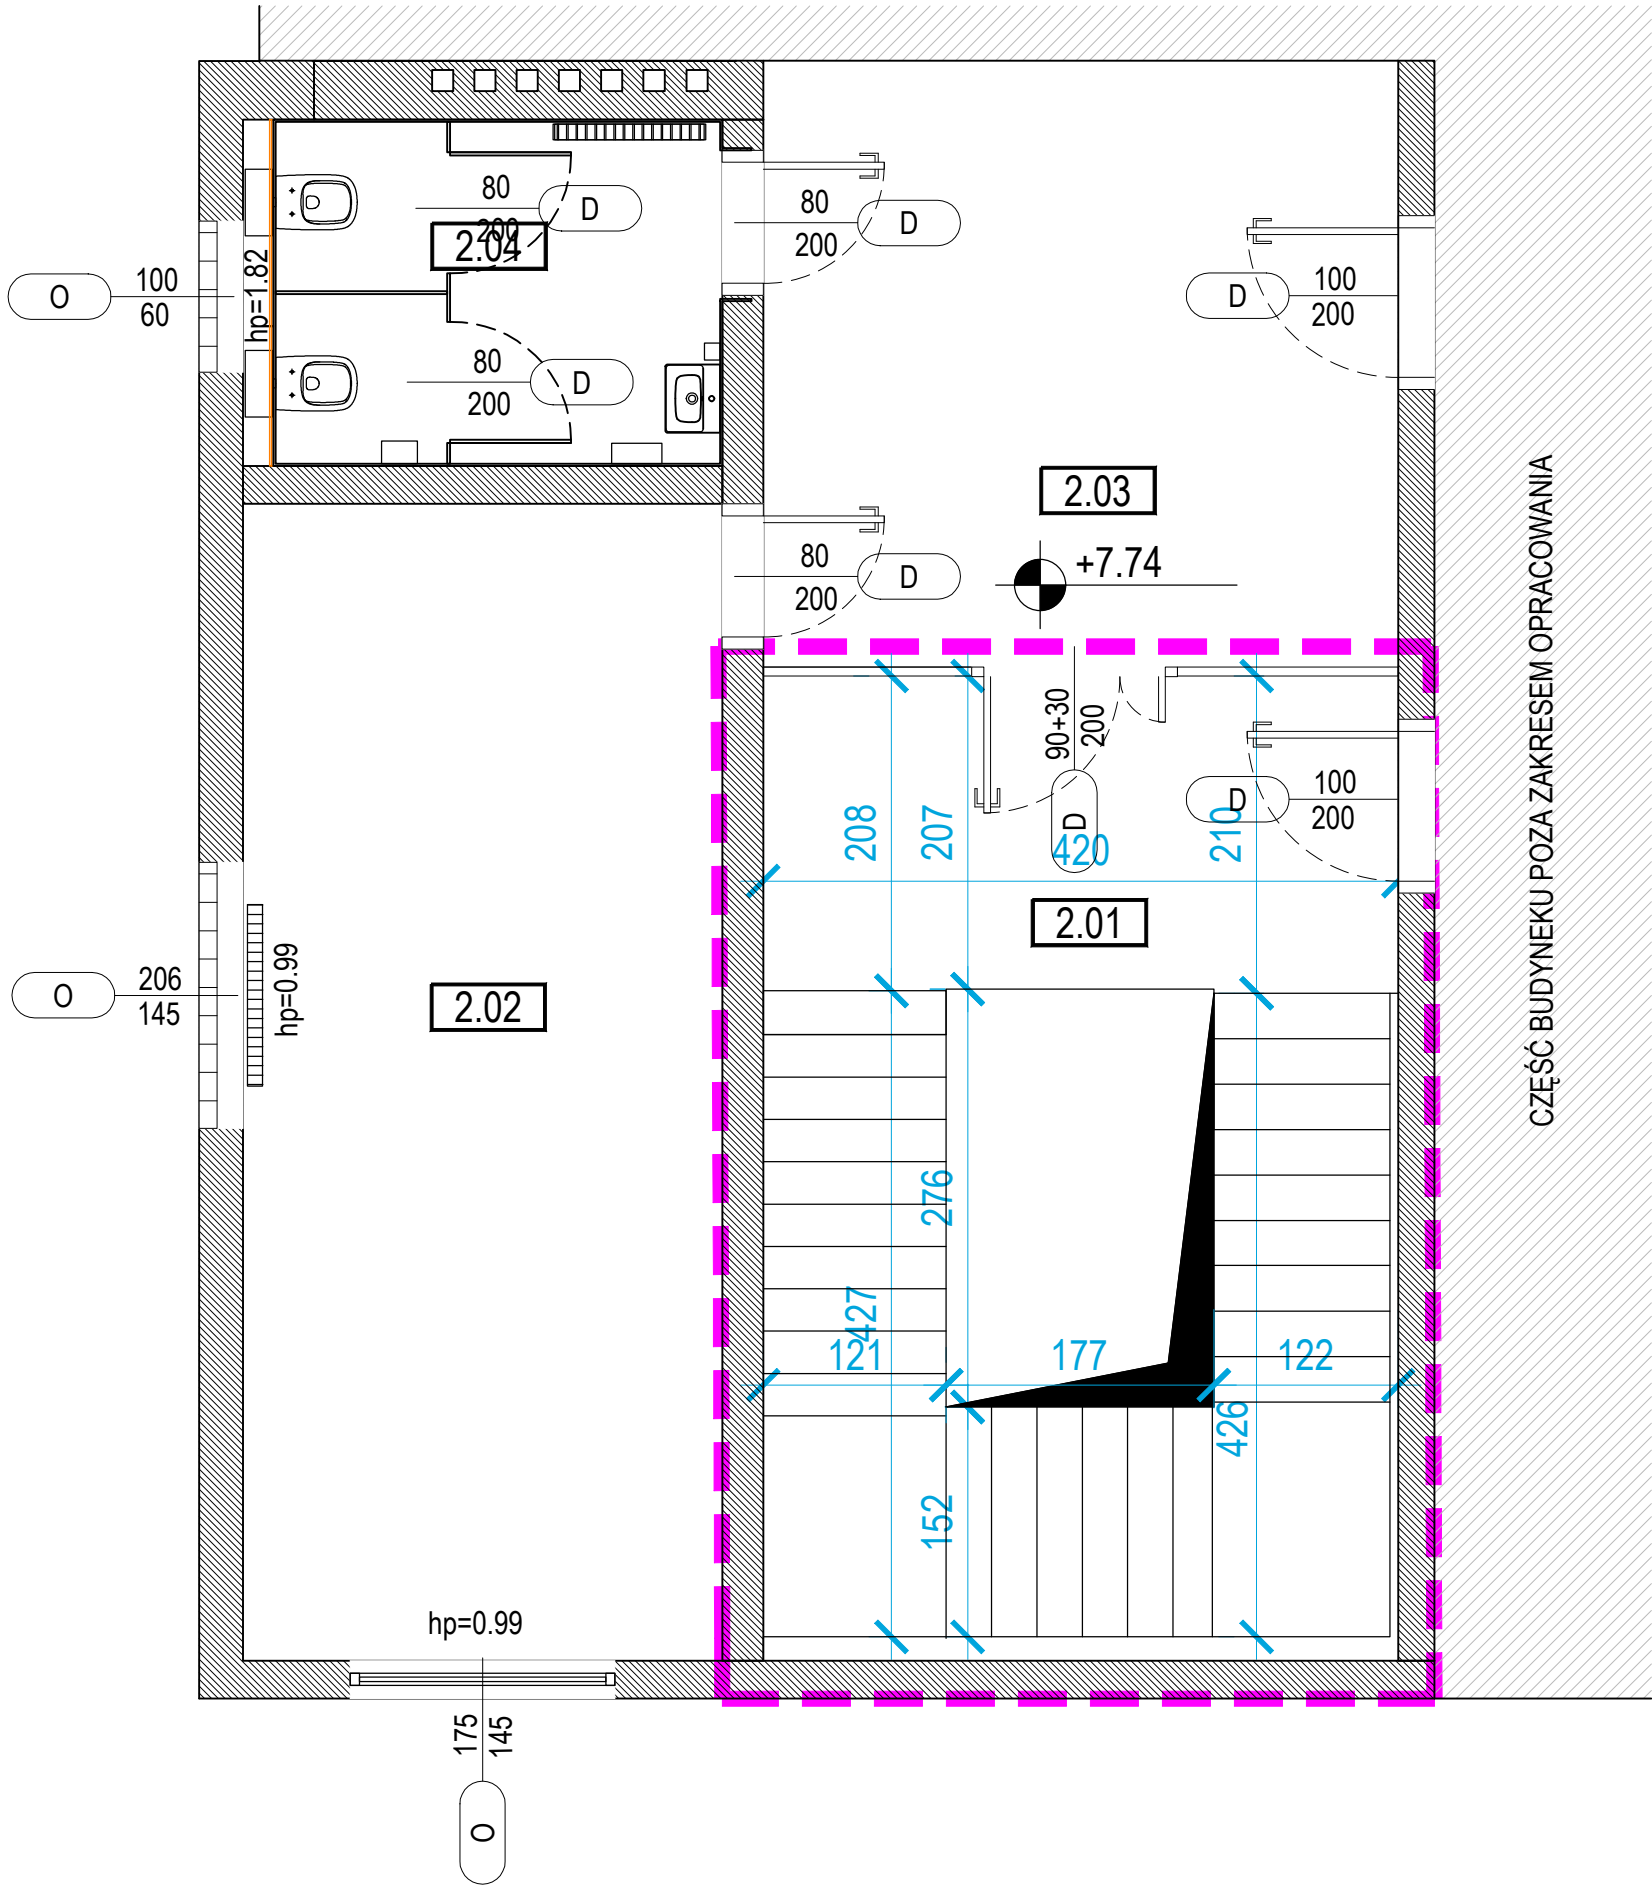 80
200
D
2.04
80
200
D
100
200
D
O
100
60
hp=1.82
80
200
D
2.03
+7.74
80
200
D
90+30
200
D
100
200
D
208
207
420
210
2.01
CZĘŚĆ BUDYNEKU POZA ZAKRESEM OPRACOWANIA
O
206
145
hp=0.99
2.02
276
427
121
177
122
426
152
hp=0.99
175
145
O